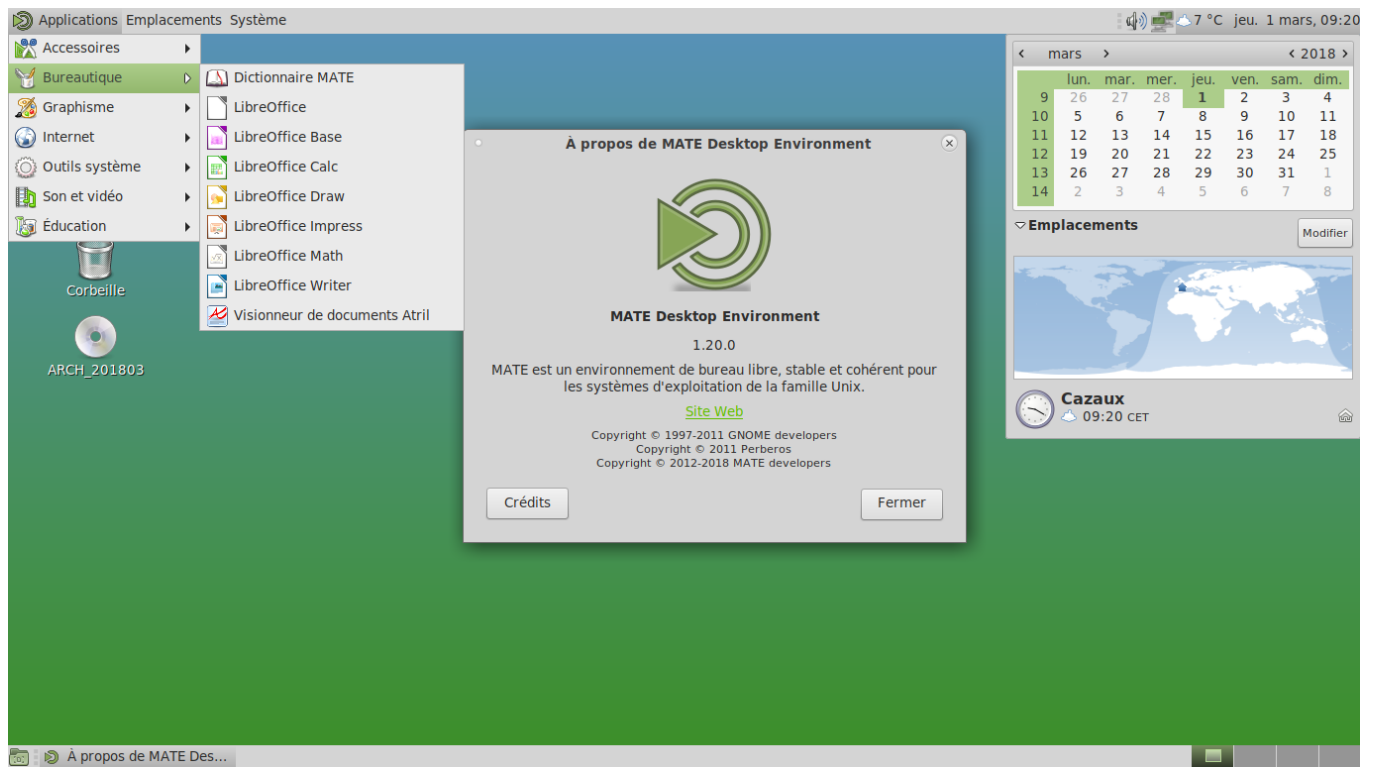 Applications Emplacements Système
7 °C jeu. 1 mars, 09:20
Accessoires
Bureautique
Graphisme
Internet
Outils système
Son et vidéo
Éducation
Dictionnaire MATE
LibreOffice
LibreOffice Base
LibreOffice Calc
LibreOffice Draw
LibreOffice Impress
LibreOffice Math
LibreOffice Writer
Visionneur de documents Atril
Corbeille
ARCH_201803
À propos de MATE Desktop Environment
MATE Desktop Environment
1.20.0
MATE est un environnement de bureau libre, stable et cohérent pour
les systèmes d'exploitation de la famille Unix.
Site Web
Copyright © 1997-2011 GNOME developers
Copyright © 2011 Perberos
Copyright © 2012-2018 MATE developers
Crédits
Fermer
‹ mars › ‹ 2018 ›
lun. mar. mer. jeu. ven. sam. dim.
9 26 27 28 1 2 3 4
10 5 6 7 8 9 10 11
11 12 13 14 15 16 17 18
12 19 20 21 22 23 24 25
13 26 27 28 29 30 31 1
14 2 3 4 5 6 7 8
Emplacements
Modifier
Cazaux
09:20 CET
À propos de MATE Des...